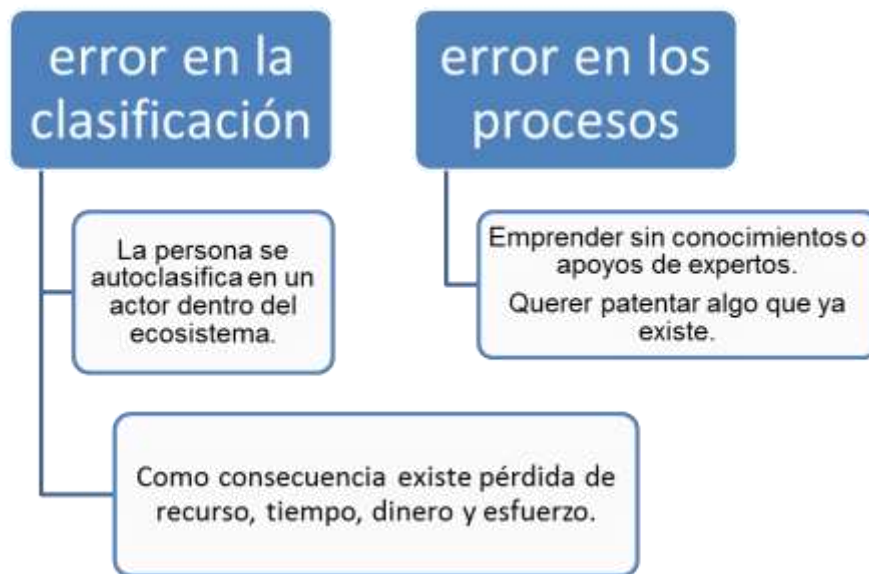 error en la
clasificación
La persona se
autoclasifica en un
actor dentro del
ecosistema.
Como consecuencia existe pérdida de
recurso, tiempo, dinero y esfuerzo.
error en los
procesos
Emprender sin conocimientos o
apoyos de expertos.
Querer patentar algo que ya
existe.